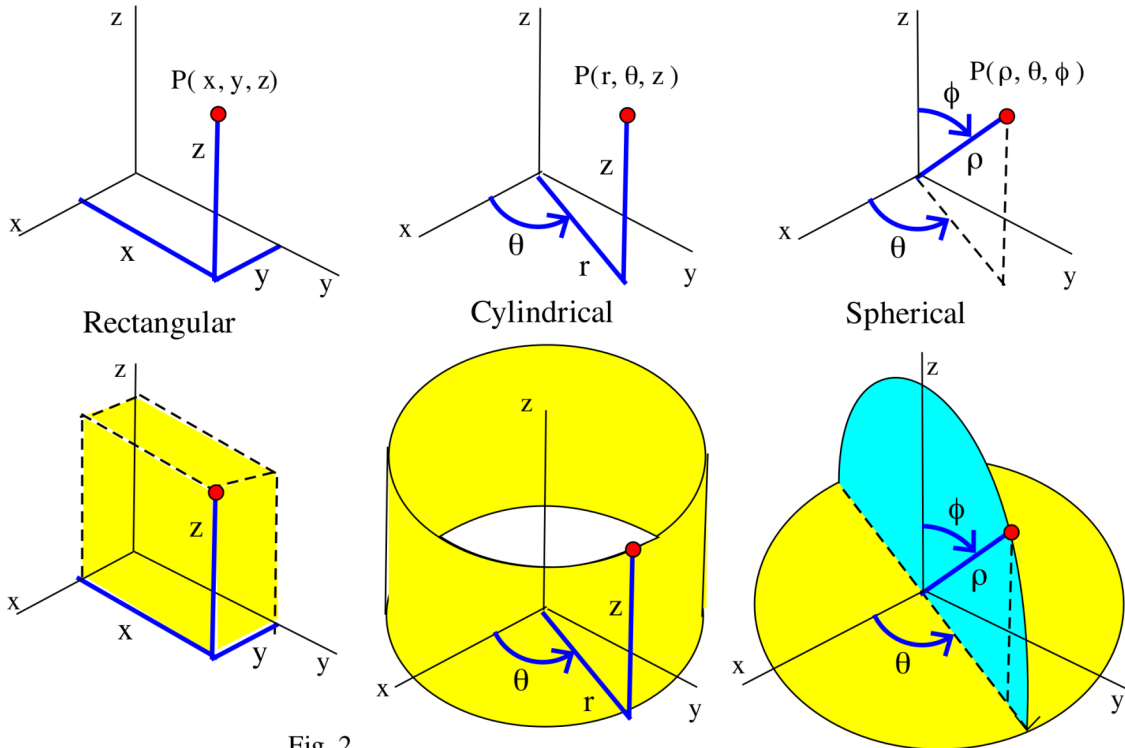 z
P( x, y, z)
z
x
x
y
y
Rectangular
z
P(r, θ, z )
z
x
θ
r
y
Cylindrical
z
P(ρ, θ, ϕ )
ϕ
ρ
x
θ
y
Spherical
z
z
x
x
y
y
z
z
x
θ
r
y
z
ϕ
ρ
x
θ
y